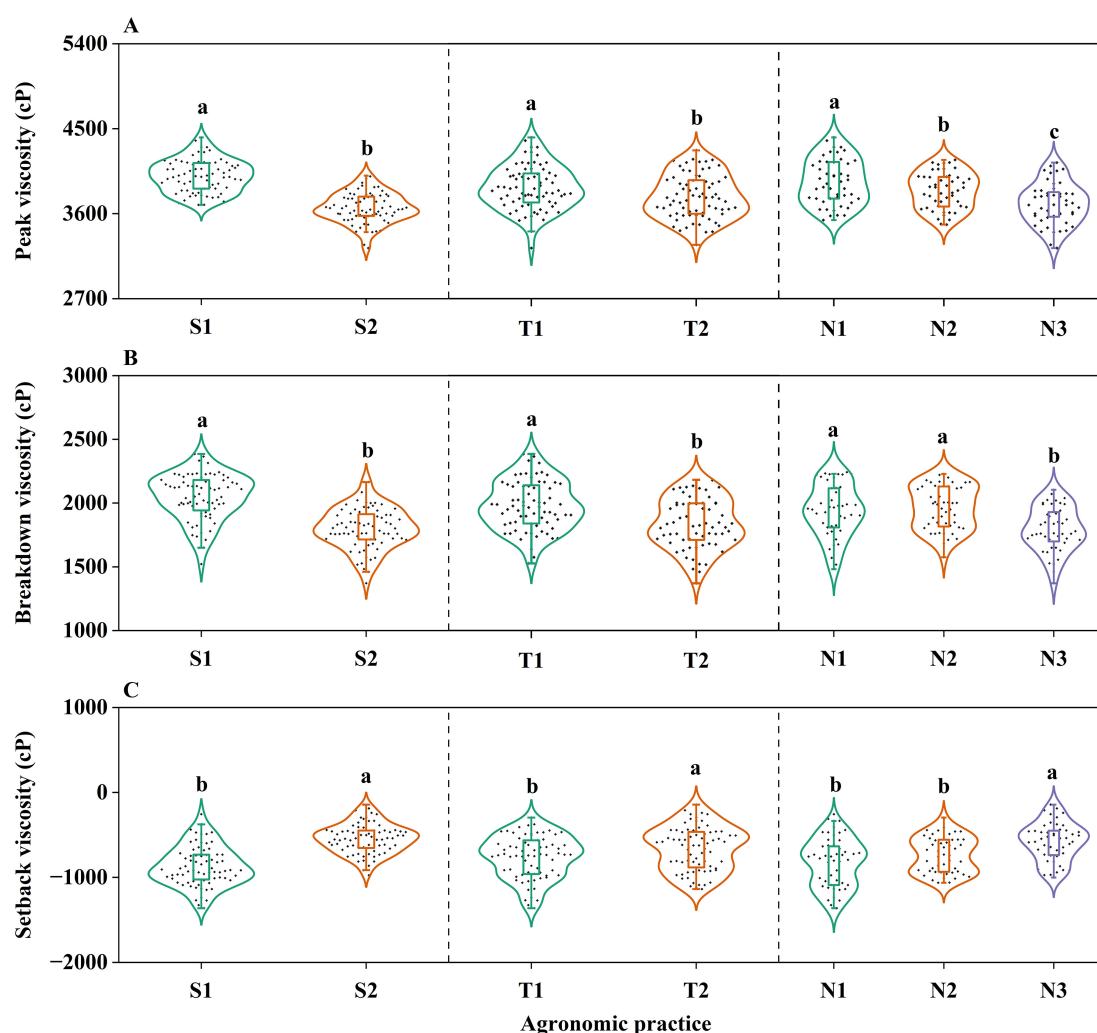 A
Peak viscosity (cP)
5400
4500
3600
2700
a
b
a
b
a
b
c
S1
S2
T1
T2
N1
N2
N3
B
Breakdown viscosity (cP)
3000
2500
2000
1500
1000
a
b
a
b
a
a
b
S1
S2
T1
T2
N1
N2
N3
C
Setback viscosity (cP)
1000
0
−1000
−2000
b
a
b
a
b
b
a
S1
S2
T1
T2
N1
N2
N3
Agronomic practice